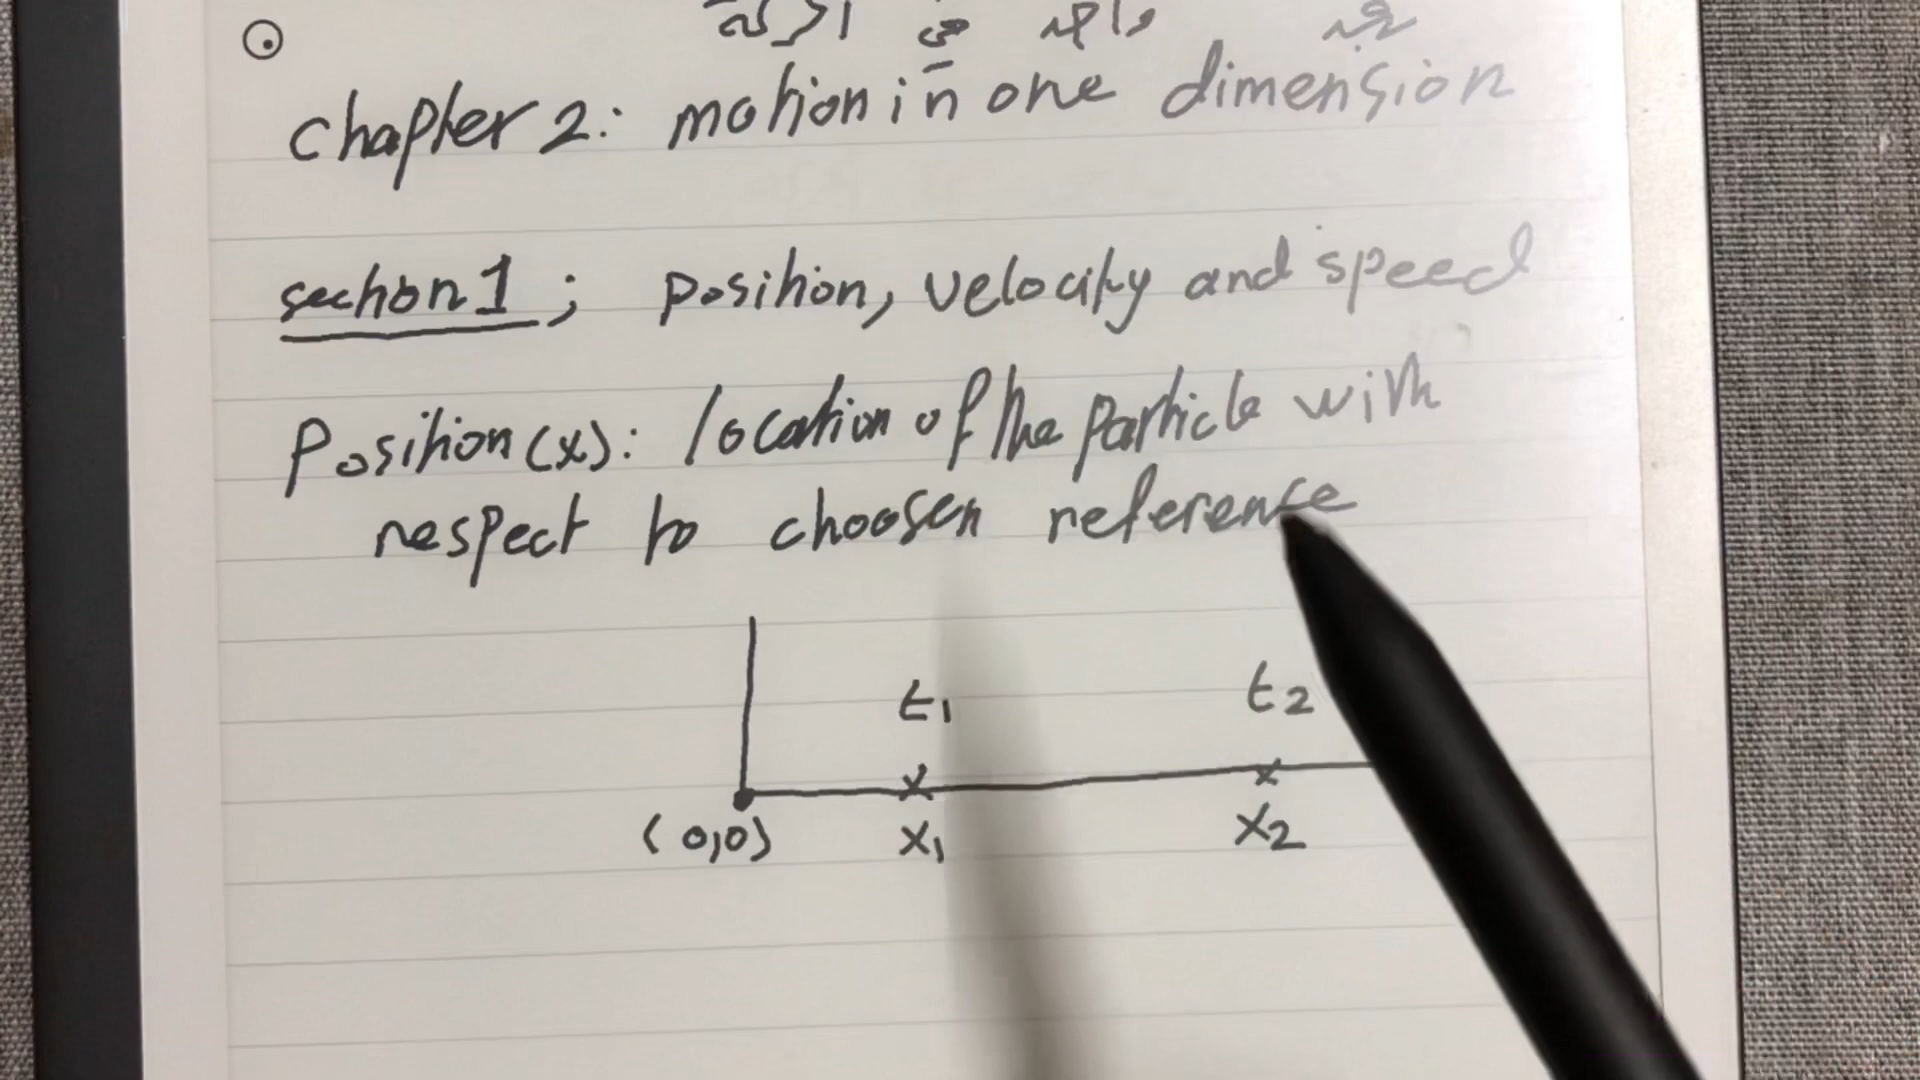 في
chapter 2: motion in one dimension
section 1; position, velocity and speed
Position (x): location of the particle with
respect to choosen reference
t1 t2
(0,0) x1 x2